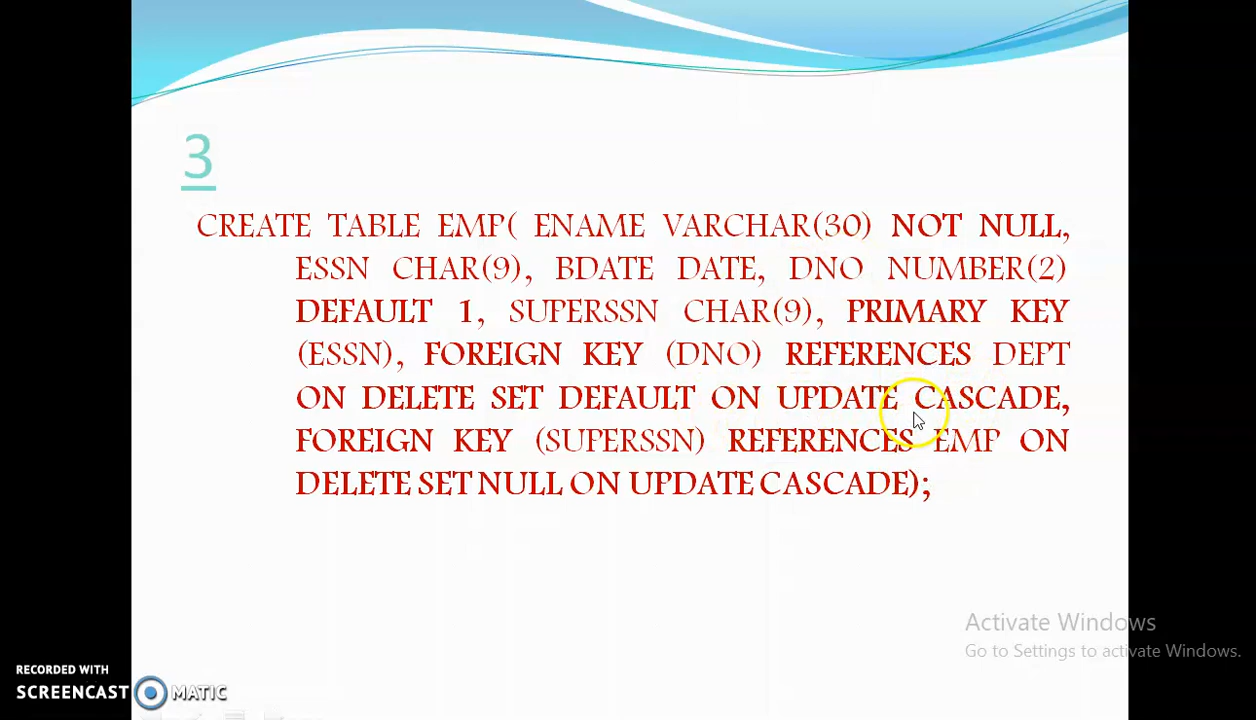 3
CREATE TABLE EMP( ENAME VARCHAR(30) NOT NULL,
ESSN CHAR(9), BDATE DATE, DNO NUMBER(2)
DEFAULT 1, SUPERSSN CHAR(9), PRIMARY KEY
(ESSN), FOREIGN KEY (DNO) REFERENCES DEPT
ON DELETE SET DEFAULT ON UPDATE CASCADE,
FOREIGN KEY (SUPERSSN) REFERENCES EMP ON
DELETE SET NULL ON UPDATE CASCADE);
Activate Windows
Go to Settings to activate Windows.
RECORDED WITH
SCREENCAST MATIC